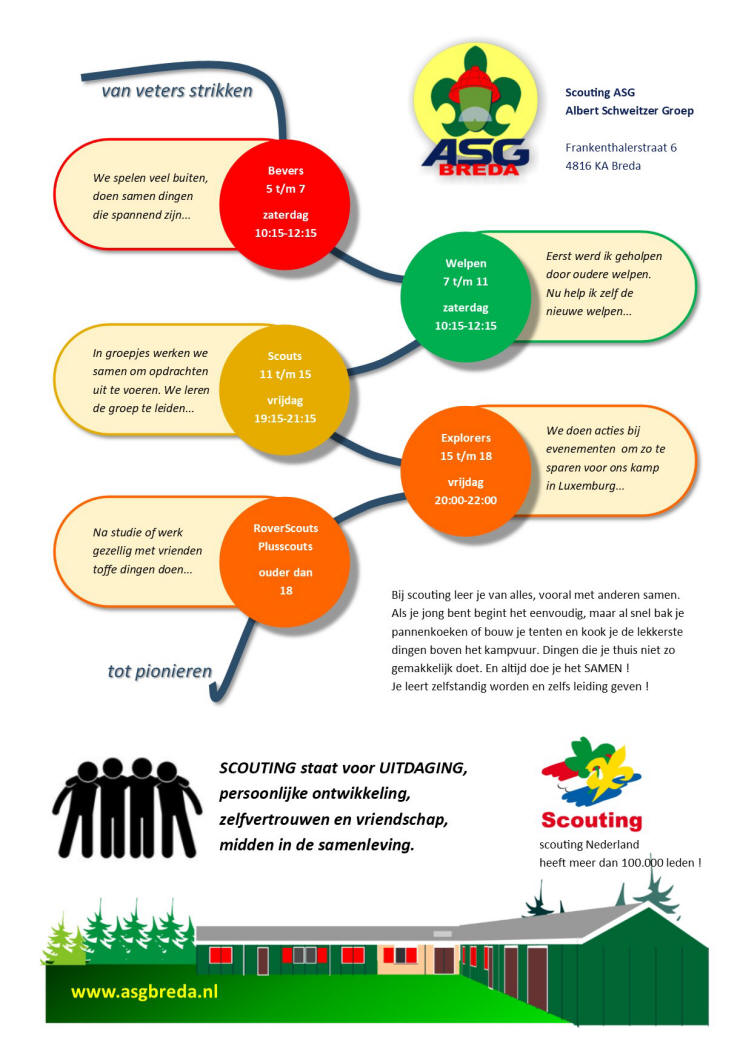 van veters strikken
ASG
BREDA
Scouting ASG
Albert Schweitzer Groep
Frankenthalerstraat 6
4816 KA Breda
We spelen veel buiten,
doen samen dingen
die spannend zijn...
Bevers
5 t/m 7
zaterdag
10:15-12:15
Welpen
7 t/m 11
zaterdag
10:15-12:15
Eerst werd ik geholpen
door oudere welpen.
Nu help ik zelf de
nieuwe welpen...
In groepjes werken we
samen om opdrachten
uit te voeren. We leren
de groep te leiden...
Scouts
11 t/m 15
vrijdag
19:15-21:15
Explorers
15 t/m 18
vrijdag
20:00-22:00
We doen acties bij
evenementen om zo te
sparen voor ons kamp
in Luxemburg...
Na studie of werk
gezellig met vrienden
toffe dingen doen...
RoverScouts
Plusscouts
ouder dan
18
tot pionieren
Bij scouting leer je van alles, vooral met anderen samen.
Als je jong bent begint het eenvoudig, maar al snel bak je
pannenkoeken of bouw je tenten en kook je de lekkerste
dingen boven het kampvuur. Dingen die je thuis niet zo
gemakkelijk doet. En altijd doe je het SAMEN !
Je leert zelfstandig worden en zelfs leiding geven !
SCOUTING staat voor UITDAGING,
persoonlijke ontwikkeling,
zelfvertrouwen en vriendschap,
midden in de samenleving.
Scouting
scouting Nederland
heeft meer dan 100.000 leden !
www.asgbreda.nl